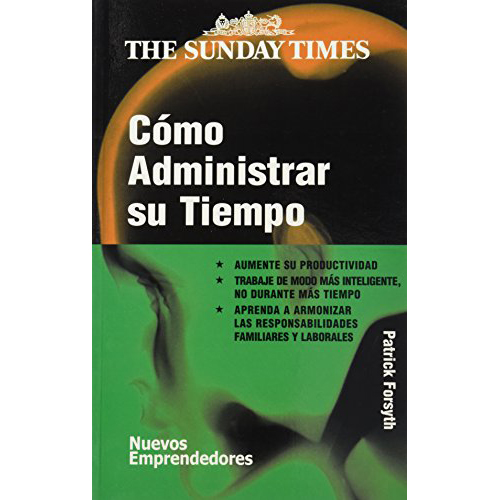 THE SUNDAY TIMES
Cómo
Administrar
su Tiempo
★ AUMENTE SU PRODUCTIVIDAD
★ TRABAJE DE MODO MÁS INTELIGENTE,
NO DURANTE MÁS TIEMPO
★ APRENDA A ARMONIZAR
LAS RESPONSABILIDADES
FAMILIARES Y LABORALES
Patrick Forsyth
Nuevos
Emprendedores